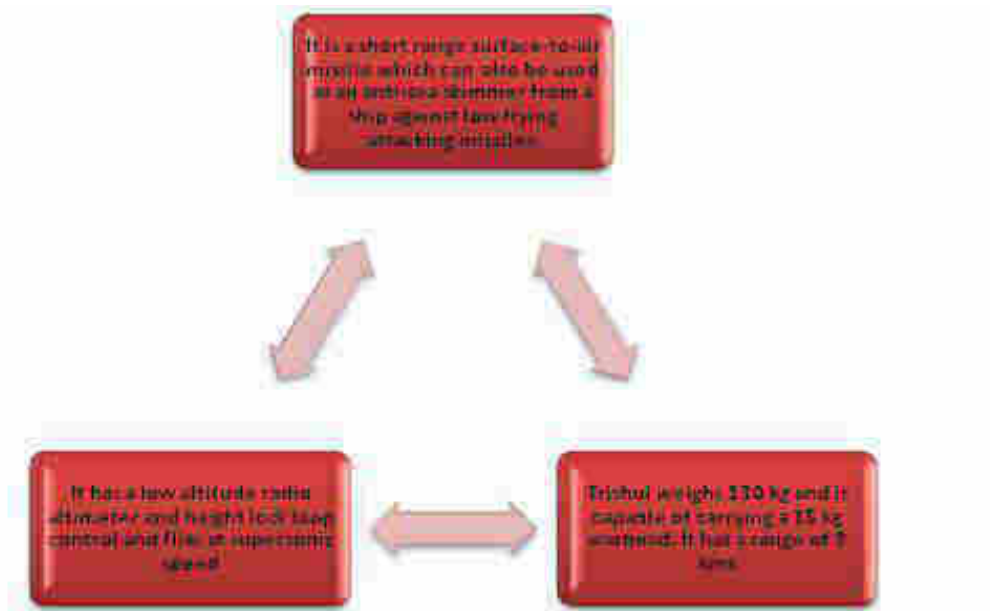 It is a short range surface-to-air
missile which can also be used
as an anti-sea skimmer from a
ship against low flying
attacking missiles.
It has a low altitude radio
altimeter and height lock loop
control and flies at supersonic
speed
Trishul weighs 130 kg and is
capable of carrying a 15 kg
warhead. It has a range of 9
kms